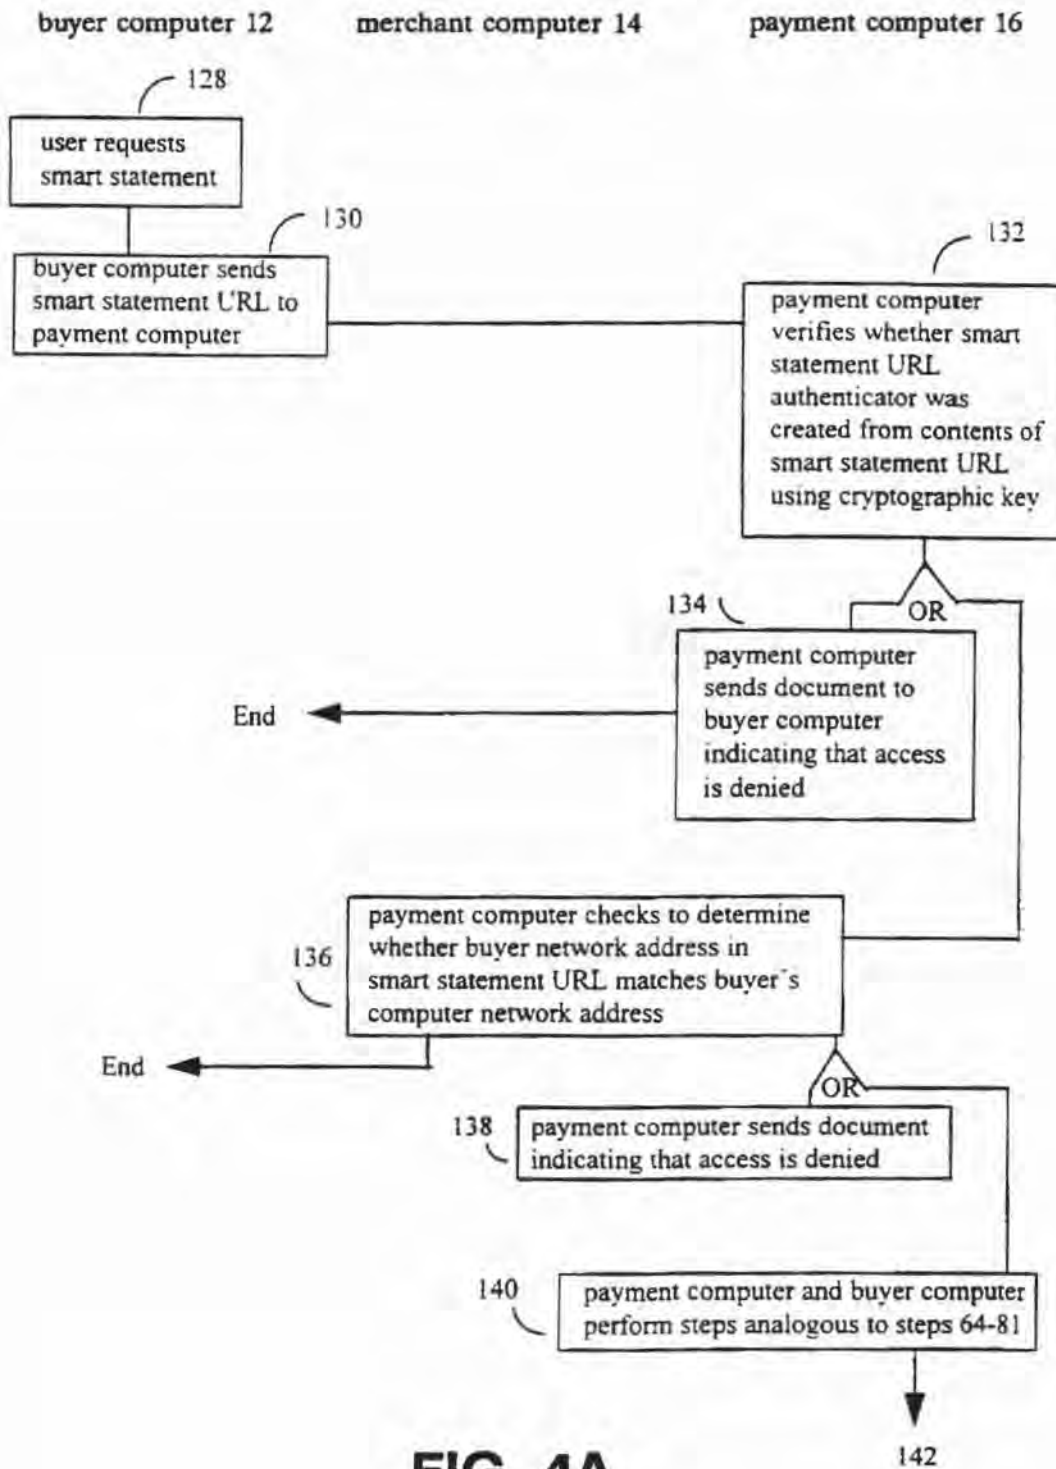 buyer computer 12
merchant computer 14
payment computer 16
128
user requests
smart statement
130
buyer computer sends
smart statement URL to
payment computer
132
payment computer
verifies whether smart
statement URL
authenticator was
created from contents of
smart statement URL
using cryptographic key
OR
134
payment computer
sends document to
buyer computer
indicating that access
is denied
End
136
payment computer checks to determine
whether buyer network address in
smart statement URL matches buyer's
computer network address
End
OR
138
payment computer sends document
indicating that access is denied
140
payment computer and buyer computer
perform steps analogous to steps 64-81
142
FIG. 4A